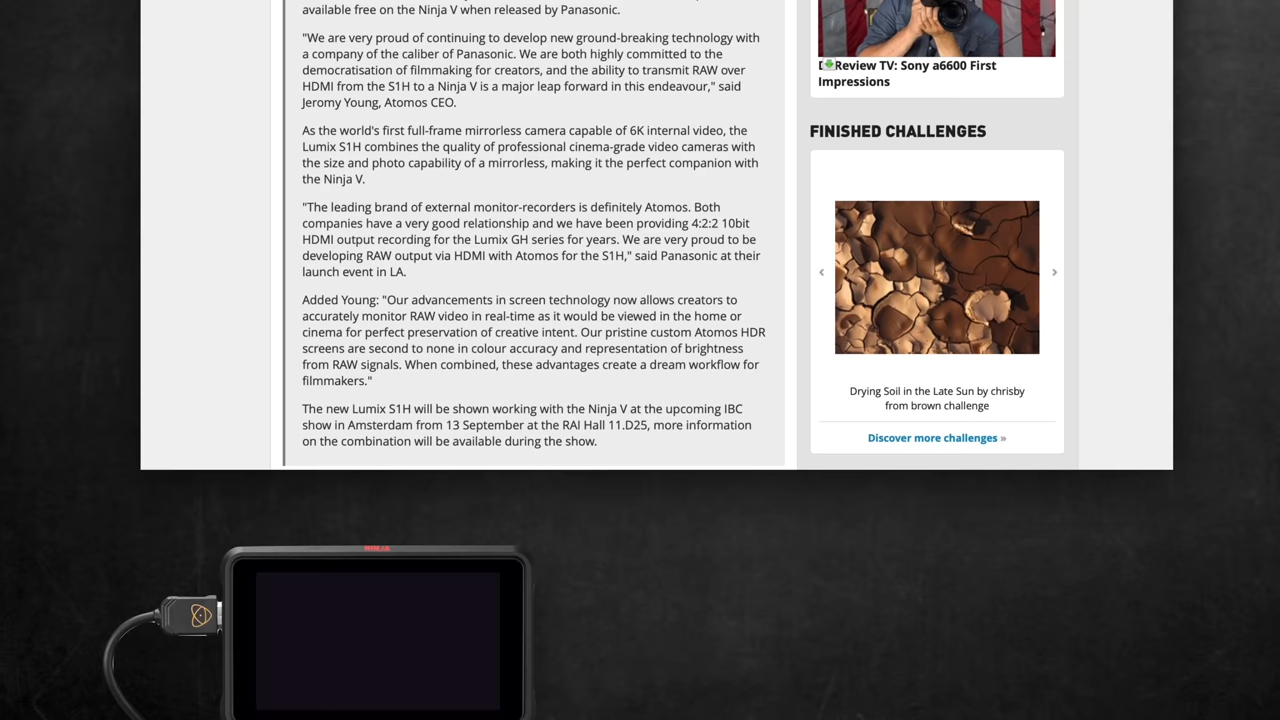 available free on the Ninja V when released by Panasonic.
"We are very proud of continuing to develop new ground-breaking technology with
a company of the caliber of Panasonic. We are both highly committed to the
democratisation of filmmaking for creators, and the ability to transmit RAW over
HDMI from the S1H to a Ninja V is a major leap forward in this endeavour," said
Jeromy Young, Atomos CEO.
As the world's first full-frame mirrorless camera capable of 6K internal video, the
Lumix S1H combines the quality of professional cinema-grade video cameras with
the size and photo capability of a mirrorless, making it the perfect companion with
the Ninja V.
"The leading brand of external monitor-recorders is definitely Atomos. Both
companies have a very good relationship and we have been providing 4:2:2 10bit
HDMI output recording for the Lumix GH series for years. We are very proud to be
developing RAW output via HDMI with Atomos for the S1H," said Panasonic at their
launch event in LA.
Added Young: "Our advancements in screen technology now allows creators to
accurately monitor RAW video in real-time as it would be viewed in the home or
cinema for perfect preservation of creative intent. Our pristine custom Atomos HDR
screens are second to none in colour accuracy and representation of brightness
from RAW signals. When combined, these advantages create a dream workflow for
filmmakers."
The new Lumix S1H will be shown working with the Ninja V at the upcoming IBC
show in Amsterdam from 13 September at the RAI Hall 11.D25, more information
on the combination will be available during the show.
Review TV: Sony a6600 First
Impressions
FINISHED CHALLENGES
Drying Soil in the Late Sun by chrisby
from brown challenge
Discover more challenges »
NINJA